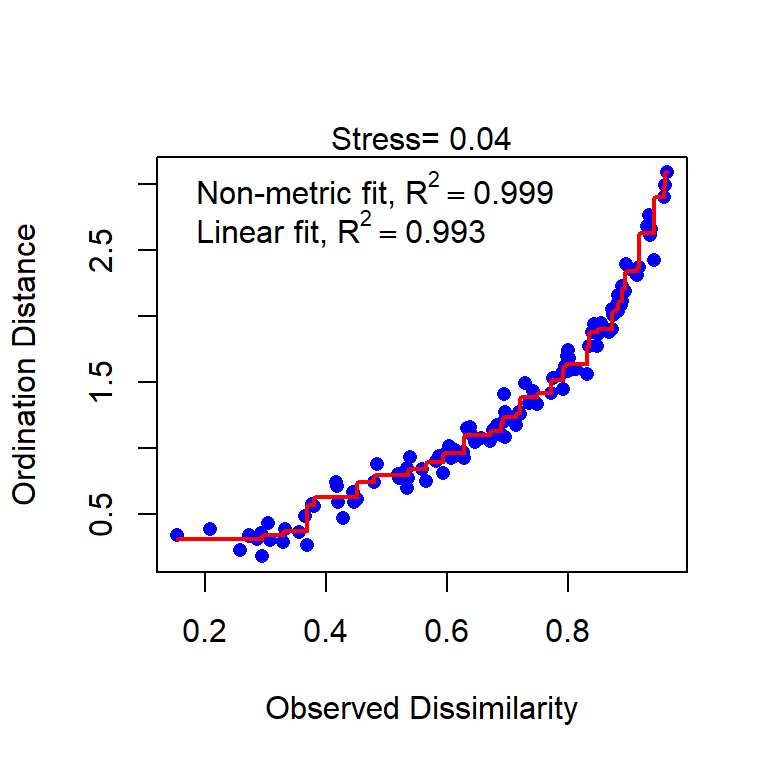 Stress= 0.04
Non-metric fit, R² = 0.999
Linear fit, R² = 0.993
Ordination Distance
2.5
1.5
0.5
0.2 0.4 0.6 0.8
Observed Dissimilarity